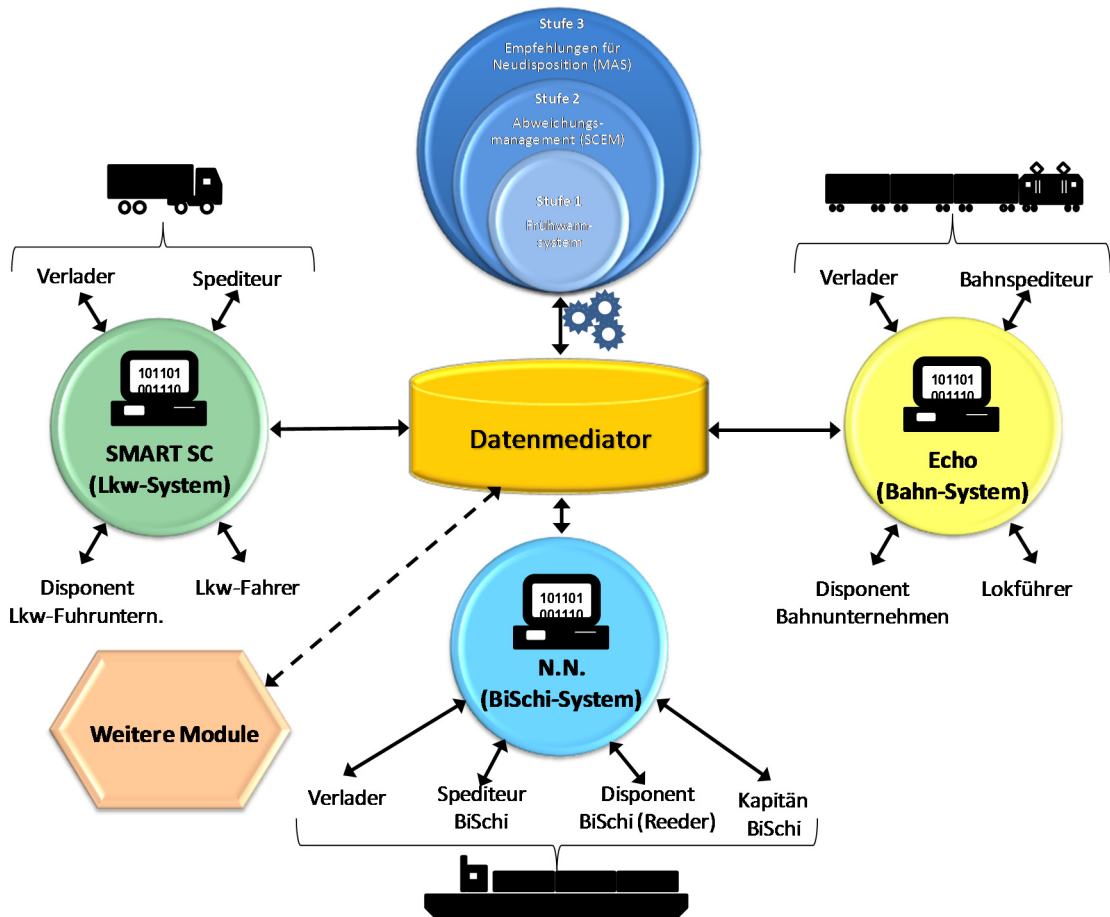 Stufe 3
Empfehlungen für
Neudisposition (MAS)
Stufe 2
Abweichungs-
management (SCEM)
Stufe 1
Frühwarn-
system
Verlader
Spediteur
101101
001110
SMART SC
(Lkw-System)
Disponent
Lkw-Fuhruntern.
Lkw-Fahrer
Datenmediator
Verlader
Bahnspediteur
101101
001110
Echo
(Bahn-System)
Disponent
Bahnunternehmen
Lokführer
Weitere Module
101101
001110
N.N.
(BiSchi-System)
Verlader
Spediteur
BiSchi
Disponent
BiSchi (Reeder)
Kapitän
BiSchi